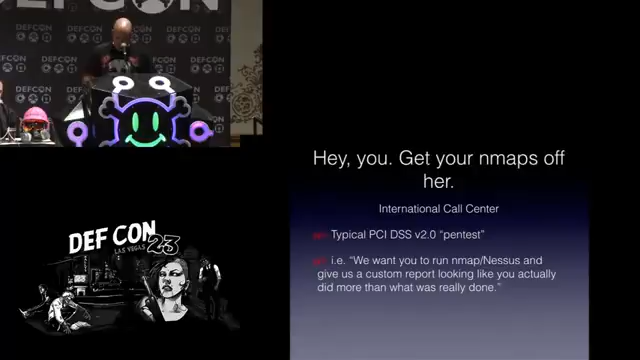 DEFCON
DEFCON
DEFCON
DEFCON
DEF CON
LAS VEGAS 23
Hey, you. Get your nmaps off
her.
International Call Center
Typical PCI DSS v2.0 “pentest”
i.e. “We want you to run nmap/Nessus and
give us a custom report looking like you actually
did more than what was really done.”